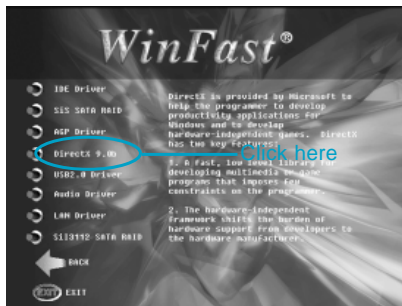 WinFast®
IDE Driver
SiS SATA RAID
AGP Driver
DirectX 9.0b
USB2.0 Driver
Audio Driver
LAN Driver
SiI3112 SATA RAID
BACK
EXIT EXIT
DirectX is provided by Microsoft to
help the programmer to develop
productivity applications for
Windows and to develop
hardware-independent games. DirectX
has two key features:
1. A fast, low level library for
developing multimedia or game
programs that imposes few
constraints on the programmer.
2. The hardware-independent
framework shifts the burden of
hardware support from developers to
the hardware manufacturer.
Click here